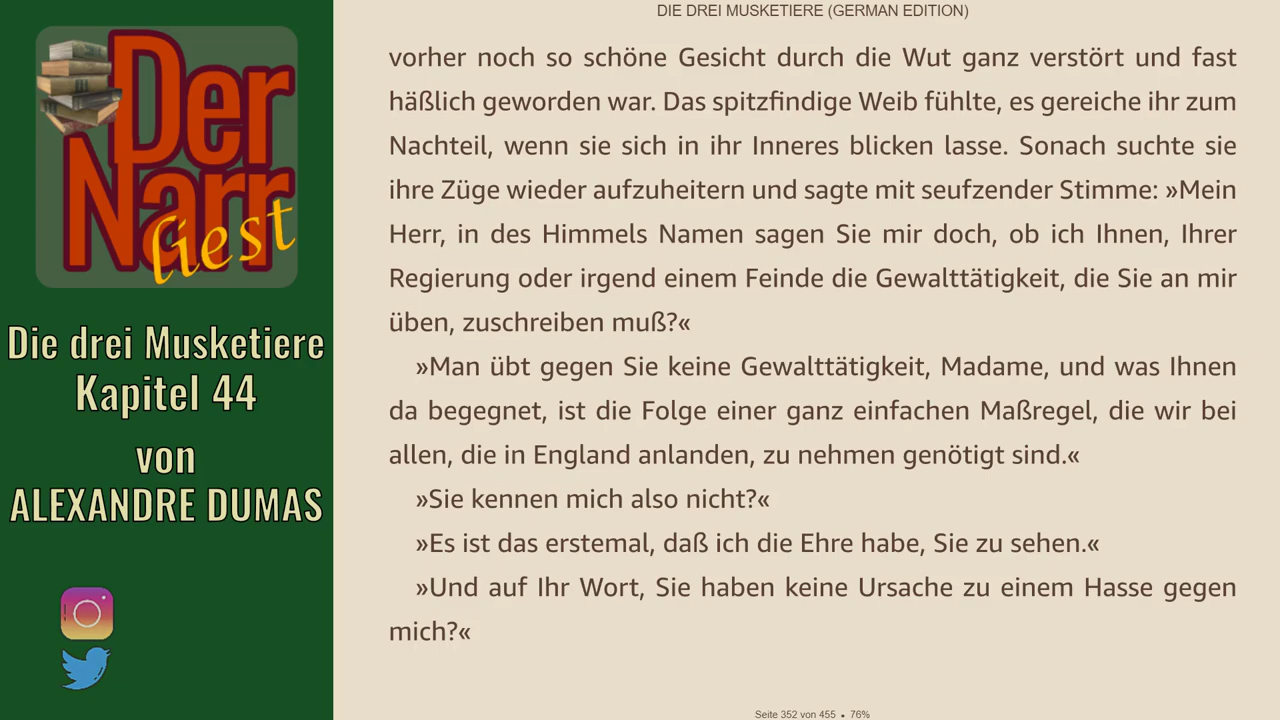 Der
Narr
liest
Die drei Musketiere
Kapitel 44
von
ALEXANDRE DUMAS
DIE DREI MUSKETIERE (GERMAN EDITION)
vorher noch so schöne Gesicht durch die Wut ganz verstört und fast
häßlich geworden war. Das spitzfindige Weib fühlte, es gereiche ihr zum
Nachteil, wenn sie sich in ihr Inneres blicken lasse. Sonach suchte sie
ihre Züge wieder aufzuheitern und sagte mit seufzender Stimme: »Mein
Herr, in des Himmels Namen sagen Sie mir doch, ob ich Ihnen, Ihrer
Regierung oder irgend einem Feinde die Gewalttätigkeit, die Sie an mir
üben, zuschreiben muß?«
»Man übt gegen Sie keine Gewalttätigkeit, Madame, und was Ihnen
da begegnet, ist die Folge einer ganz einfachen Maßregel, die wir bei
allen, die in England anlanden, zu nehmen genötigt sind.«
»Sie kennen mich also nicht?«
»Es ist das erstemal, daß ich die Ehre habe, Sie zu sehen.«
»Und auf Ihr Wort, Sie haben keine Ursache zu einem Hasse gegen
mich?«
Seite 352 von 455 • 76%